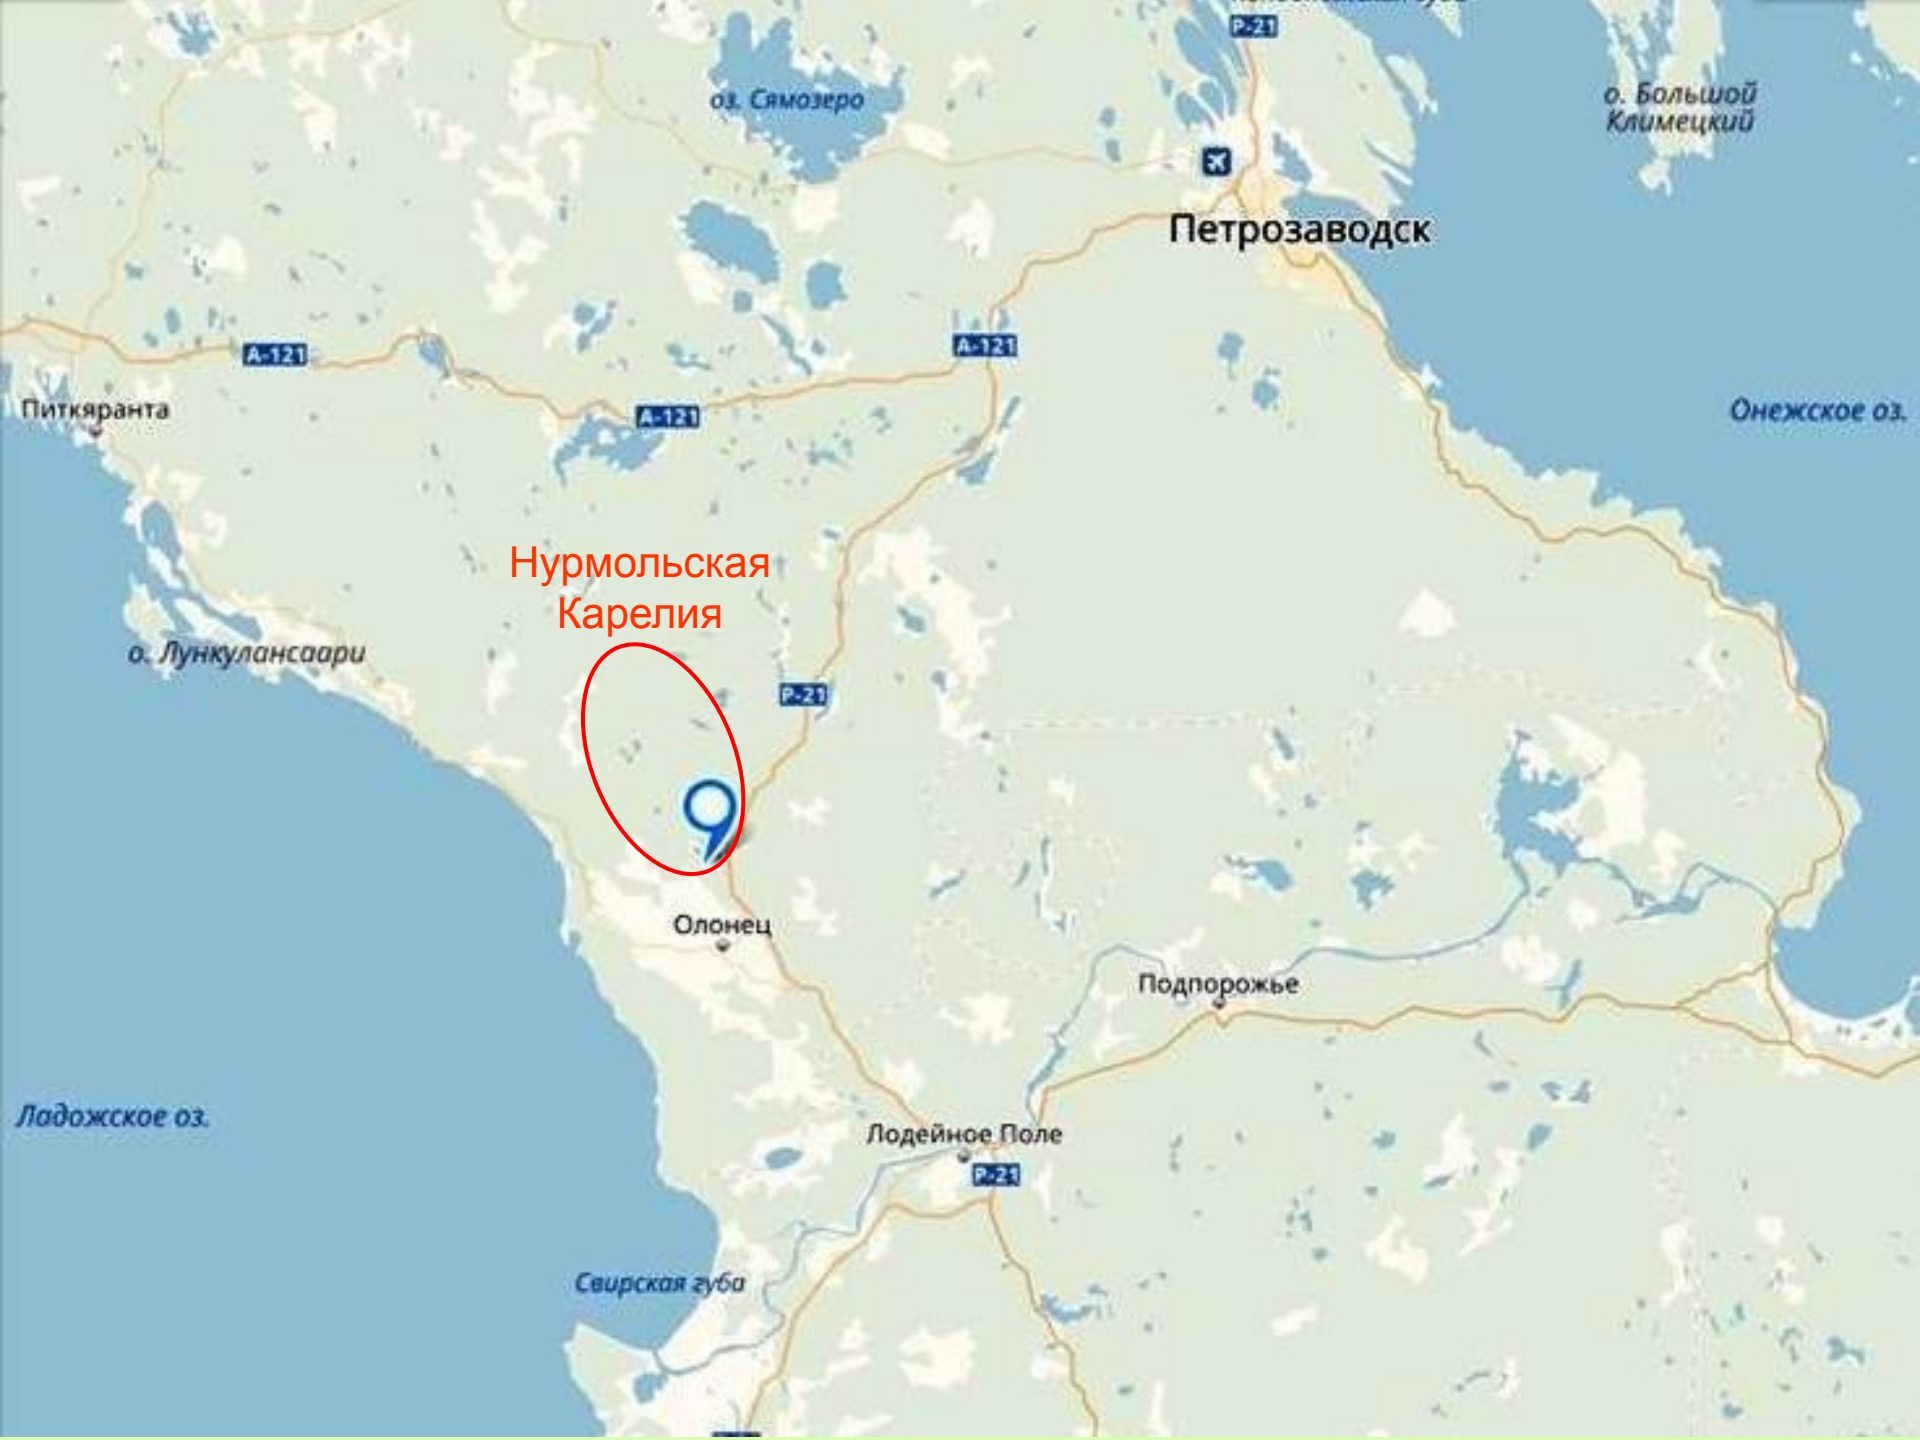 Р-21
оз. Сямозеро
о. Большой
Климецкий
Петрозаводск
А-121
А-121
А-121
Питкяранта
Онежское оз.
Нурмольская
Карелия
о. Лункулансаари
Р-21
Олонец
Подпорожье
Ладожское оз.
Лодейное Поле
Р-21
Свирская губа